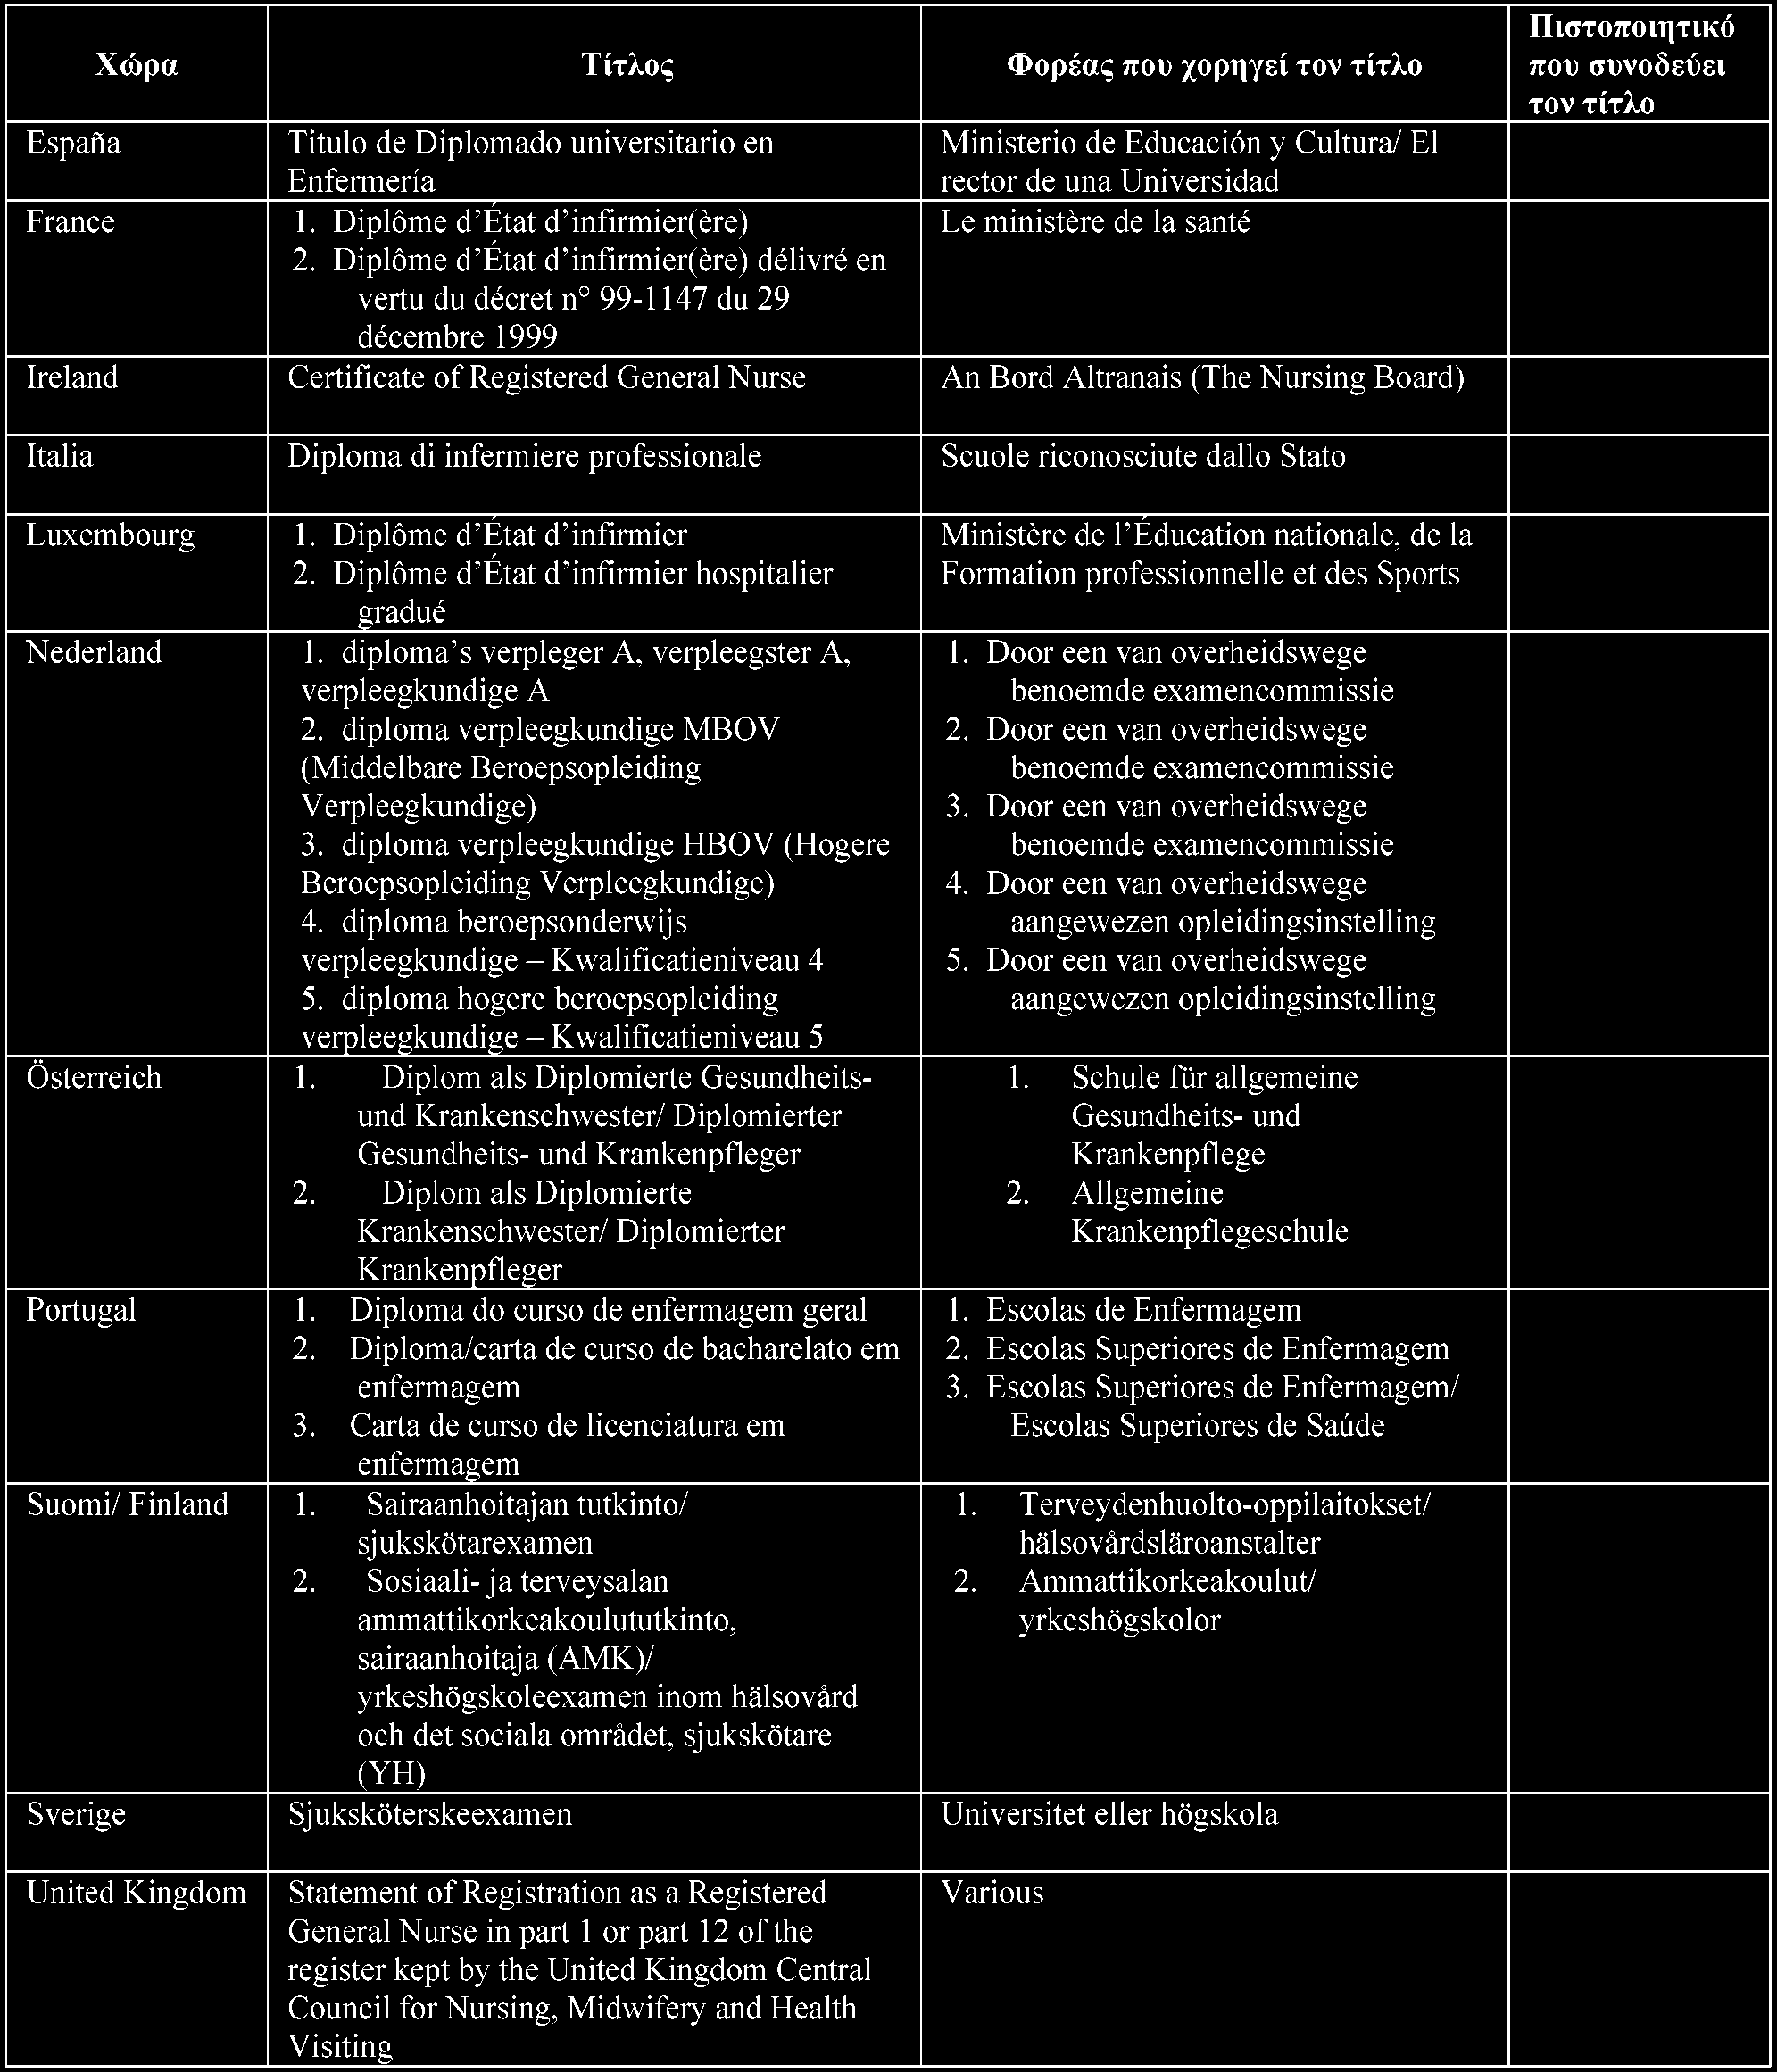 Χώρα
Τίτλος
Φορέας που χορηγεί τον τίτλο
Πιστοποιητικό
που συνοδεύει
τον τίτλο
España
Titulo de Diplomado universitario en
Enfermería
Ministerio de Educación y Cultura/ El
rector de una Universidad
France
1. Diplôme d’État d’infirmier(ère)
2. Diplôme d’État d’infirmier(ère) délivré en
vertu du décret n° 99-1147 du 29
décembre 1999
Le ministère de la santé
Ireland
Certificate of Registered General Nurse
An Bord Altranais (The Nursing Board)
Italia
Diploma di infermiere professionale
Scuole riconosciute dallo Stato
Luxembourg
1. Diplôme d’État d’infirmier
2. Diplôme d’État d’infirmier hospitalier
gradué
Ministère de l’Éducation nationale, de la
Formation professionnelle et des Sports
Nederland
1. diploma’s verpleger A, verpleegster A,
verpleegkundige A
2. diploma verpleegkundige MBOV
(Middelbare Beroepsopleiding
Verpleegkundige)
3. diploma verpleegkundige HBOV (Hogere
Beroepsopleiding Verpleegkundige)
4. diploma beroepsonderwijs
verpleegkundige – Kwalificatieniveau 4
5. diploma hogere beroepsopleiding
verpleegkundige – Kwalificatieniveau 5
1. Door een van overheidswege
benoemde examencommissie
2. Door een van overheidswege
benoemde examencommissie
3. Door een van overheidswege
benoemde examencommissie
4. Door een van overheidswege
aangewezen opleidingsinstelling
5. Door een van overheidswege
aangewezen opleidingsinstelling
Österreich
1. Diplom als Diplomierte Gesundheits-
und Krankenschwester/ Diplomierter
Gesundheits- und Krankenpfleger
2. Diplom als Diplomierte
Krankenschwester/ Diplomierter
Krankenpfleger
1. Schule für allgemeine
Gesundheits- und
Krankenpflege
2. Allgemeine
Krankenpflegeschule
Portugal
1. Diploma do curso de enfermagem geral
2. Diploma/carta de curso de bacharelato em
enfermagem
3. Carta de curso de licenciatura em
enfermagem
1. Escolas de Enfermagem
2. Escolas Superiores de Enfermagem
3. Escolas Superiores de Enfermagem/
Escolas Superiores de Saúde
Suomi/ Finland
1. Sairaanhoitajan tutkinto/
sjukskötarexamen
2. Sosiaali- ja terveysalan
ammattikorkeakoulututkinto,
sairaanhoitaja (AMK)/
yrkeshögskoleexamen inom hälsovård
och det sociala området, sjukskötare
(YH)
1. Terveydenhuolto-oppilaitokset/
hälsovårdsläroanstalter
2. Ammattikorkeakoulut/
yrkeshögskolor
Sverige
Sjuksköterskeexamen
Universitet eller högskola
United Kingdom
Statement of Registration as a Registered
General Nurse in part 1 or part 12 of the
register kept by the United Kingdom Central
Council for Nursing, Midwifery and Health
Visiting
Various